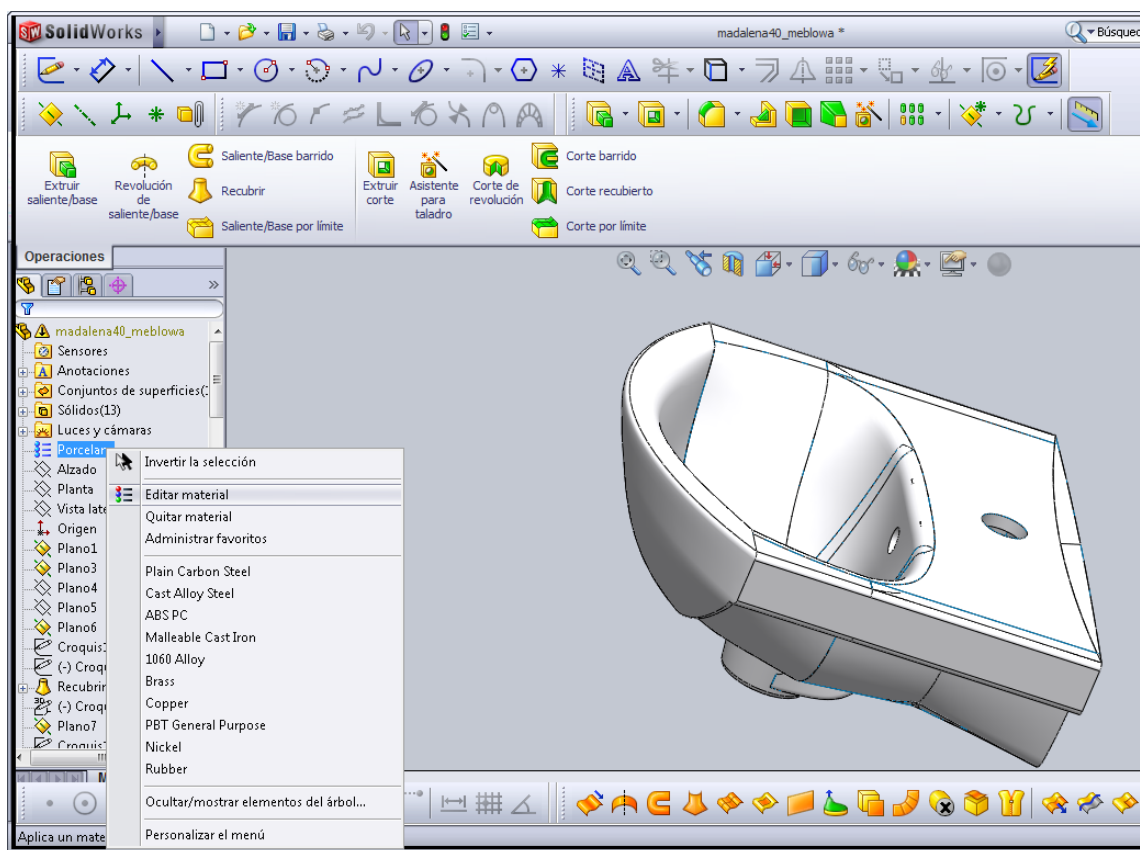 SolidWorks
madalena40_meblowa *
Búsqued
Extruir
saliente/base
Revolución
de
saliente/base
Saliente/Base barrido
Recubrir
Saliente/Base por límite
Extruir
corte
Asistente
para
taladro
Corte de
revolución
Corte barrido
Corte recubierto
Corte por límite
Operaciones
madalena40_meblowa
Sensores
Anotaciones
Conjuntos de superficies(
Sólidos(13)
Luces y cámaras
Porcelan
Alzado
Planta
Vista late
Origen
Plano1
Plano3
Plano4
Plano5
Plano6
Croquis
(-) Croqu
Recubrir
(-) Croqu
Plano7
Croquis
Invertir la selección
Editar material
Quitar material
Administrar favoritos
Plain Carbon Steel
Cast Alloy Steel
ABS PC
Malleable Cast Iron
1060 Alloy
Brass
Copper
PBT General Purpose
Nickel
Rubber
Ocultar/mostrar elementos del árbol...
Personalizar el menú
M
Aplica un mate